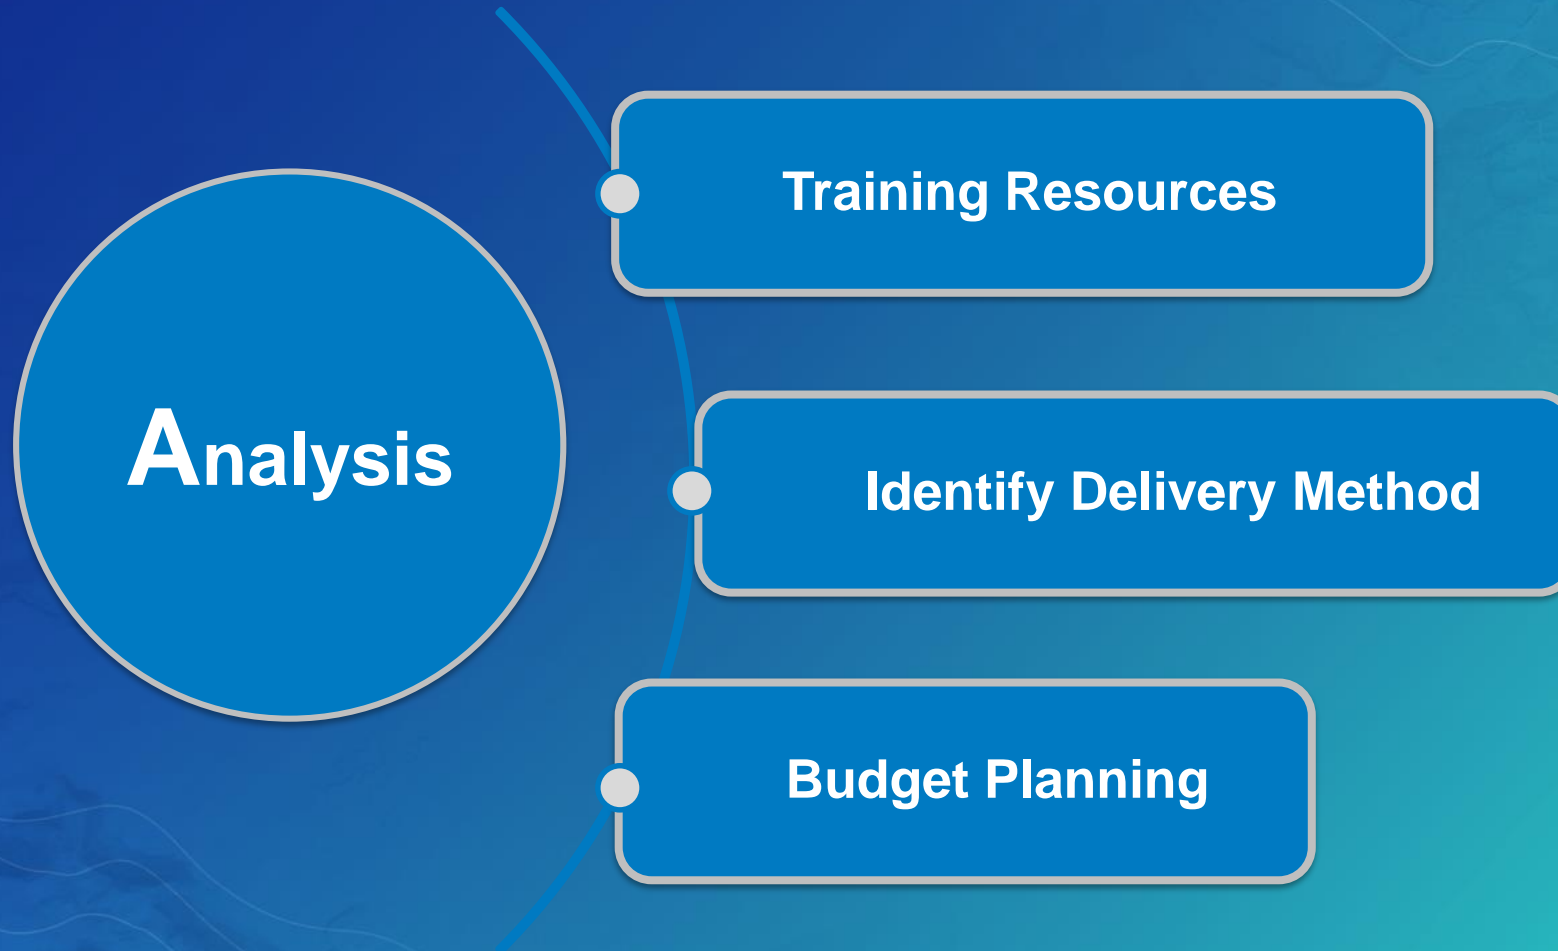 Training Resources
Analysis
Identify Delivery Method
Budget Planning